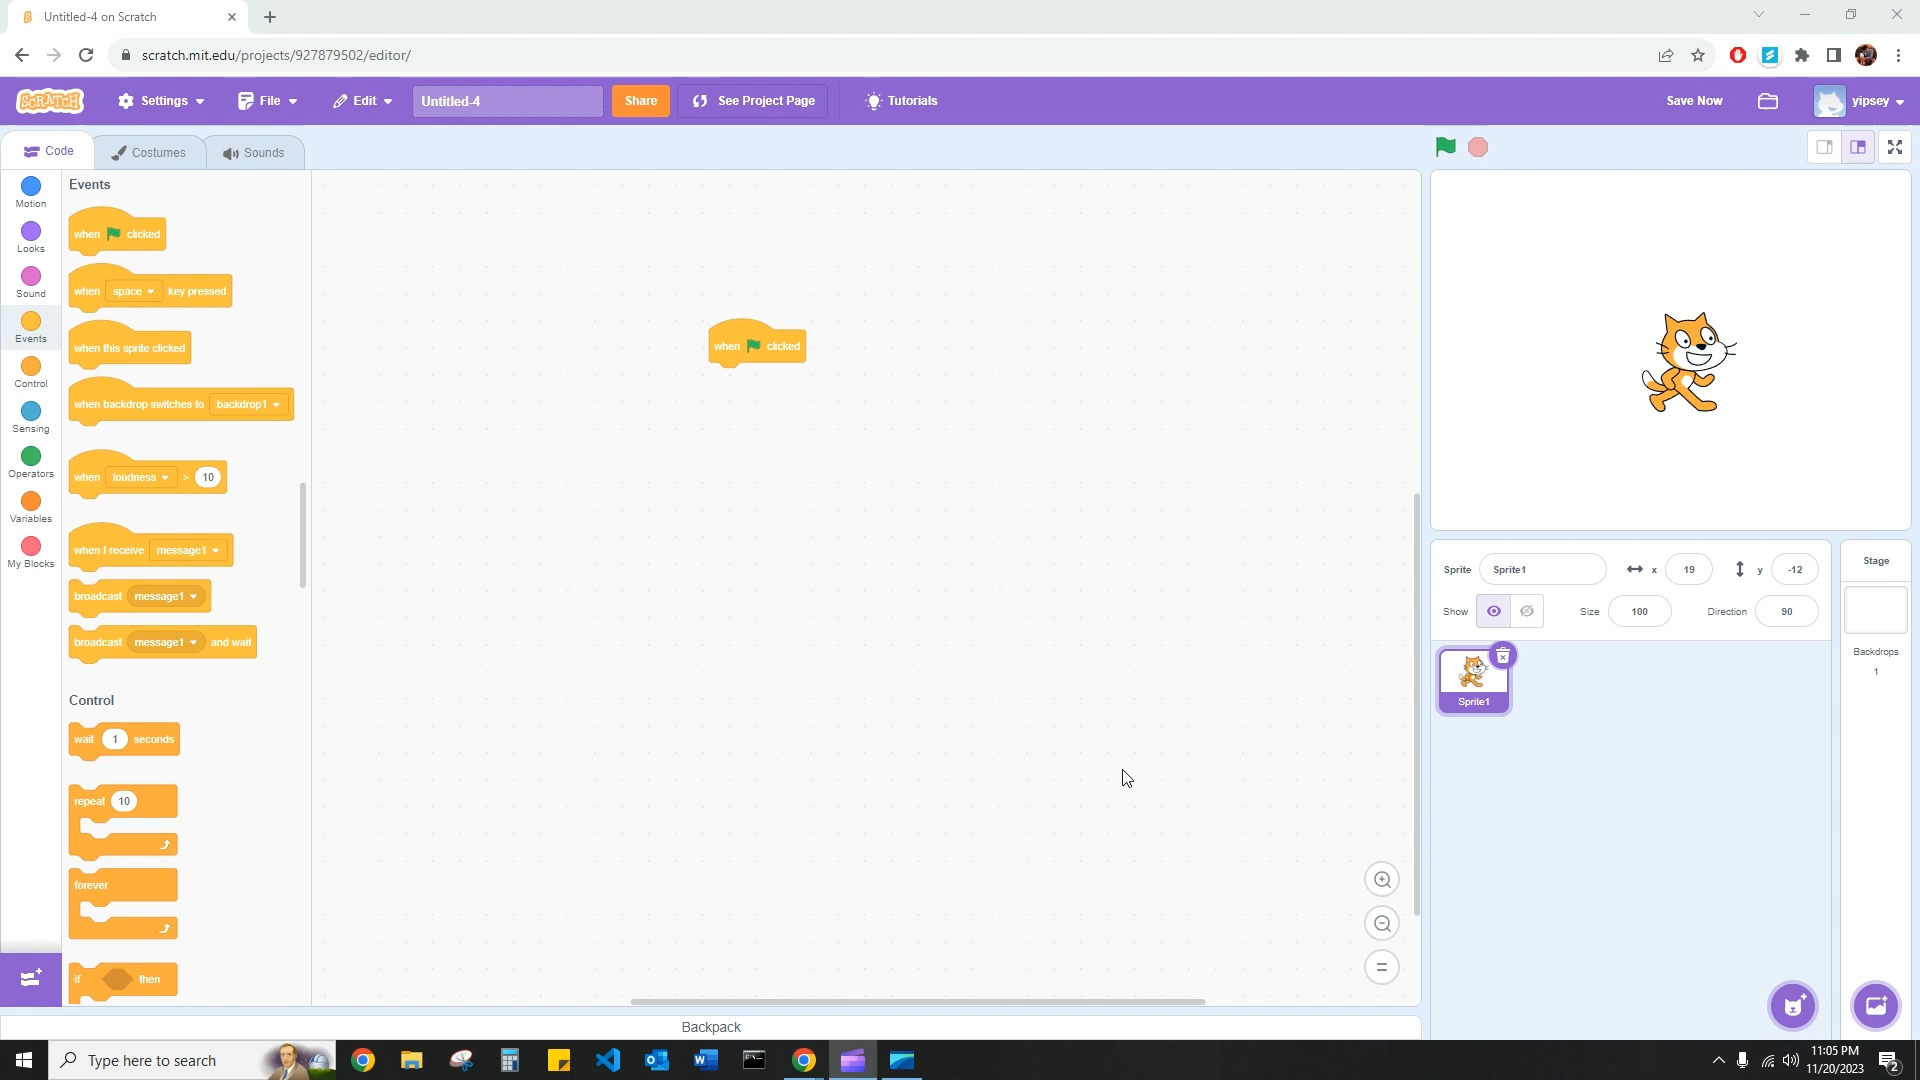 Untitled-4 on Scratch
scratch.mit.edu/projects/927879502/editor/
SCRATCH
Settings
File
Edit
Untitled-4
Share
See Project Page
Tutorials
Save Now
yipsey
Code
Costumes
Sounds
Motion
Looks
Sound
Events
Control
Sensing
Operators
Variables
My Blocks
Events
when clicked
when space key pressed
when this sprite clicked
when backdrop switches to backdrop1
when loudness > 10
when I receive message1
broadcast message1
broadcast message1 and wait
Control
wait 1 seconds
repeat 10
forever
if then
when clicked
Backpack
Sprite Sprite1 x 19 y -12
Show Size 100 Direction 90
Sprite1
Stage
Backdrops
1
Type here to search
11:05 PM
11/20/2023
2